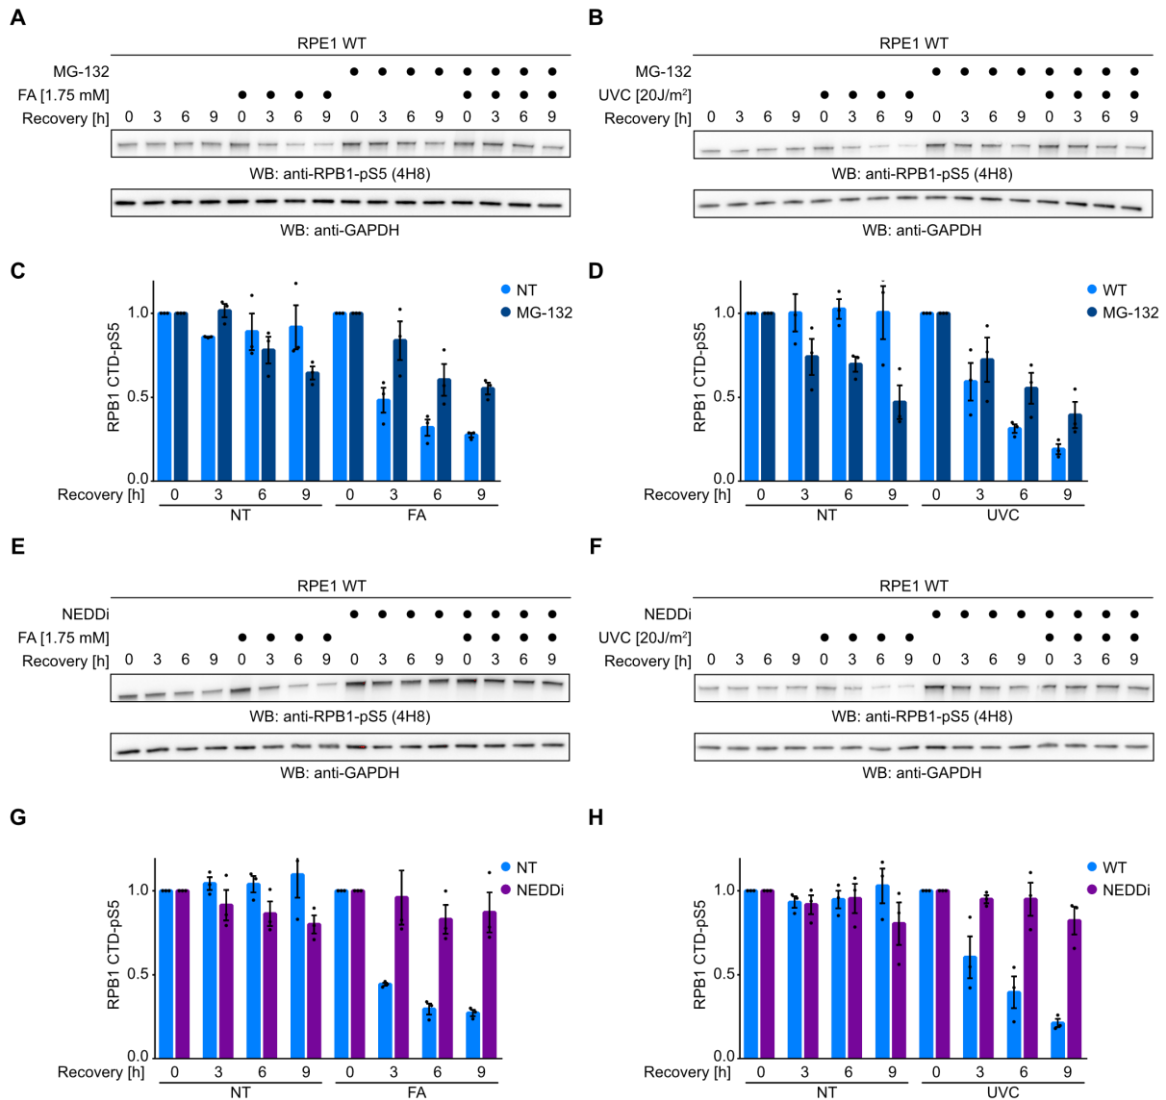 A
RPE1 WT
MG-132
FA [1.75 mM]
Recovery [h] 0 3 6 9 0 3 6 9 0 3 6 9 0 3 6 9
WB: anti-RPB1-pS5 (4H8)
WB: anti-GAPDH
B
RPE1 WT
MG-132
UVC [20J/m²]
Recovery [h] 0 3 6 9 0 3 6 9 0 3 6 9 0 3 6 9
WB: anti-RPB1-pS5 (4H8)
WB: anti-GAPDH
C
RPB1 CTD-pS5
1.0
0.5
0.0
NT
MG-132
Recovery [h] 0 3 6 9 0 3 6 9
NT FA
D
RPB1 CTD-pS5
1.0
0.5
0.0
WT
MG-132
Recovery [h] 0 3 6 9 0 3 6 9
NT UVC
E
RPE1 WT
NEDDi
FA [1.75 mM]
Recovery [h] 0 3 6 9 0 3 6 9 0 3 6 9 0 3 6 9
WB: anti-RPB1-pS5 (4H8)
WB: anti-GAPDH
F
RPE1 WT
NEDDi
UVC [20J/m²]
Recovery [h] 0 3 6 9 0 3 6 9 0 3 6 9 0 3 6 9
WB: anti-RPB1-pS5 (4H8)
WB: anti-GAPDH
G
RPB1 CTD-pS5
1.0
0.5
0.0
NT
NEDDi
Recovery [h] 0 3 6 9 0 3 6 9
NT FA
H
RPB1 CTD-pS5
1.0
0.5
0.0
WT
NEDDi
Recovery [h] 0 3 6 9 0 3 6 9
NT UVC